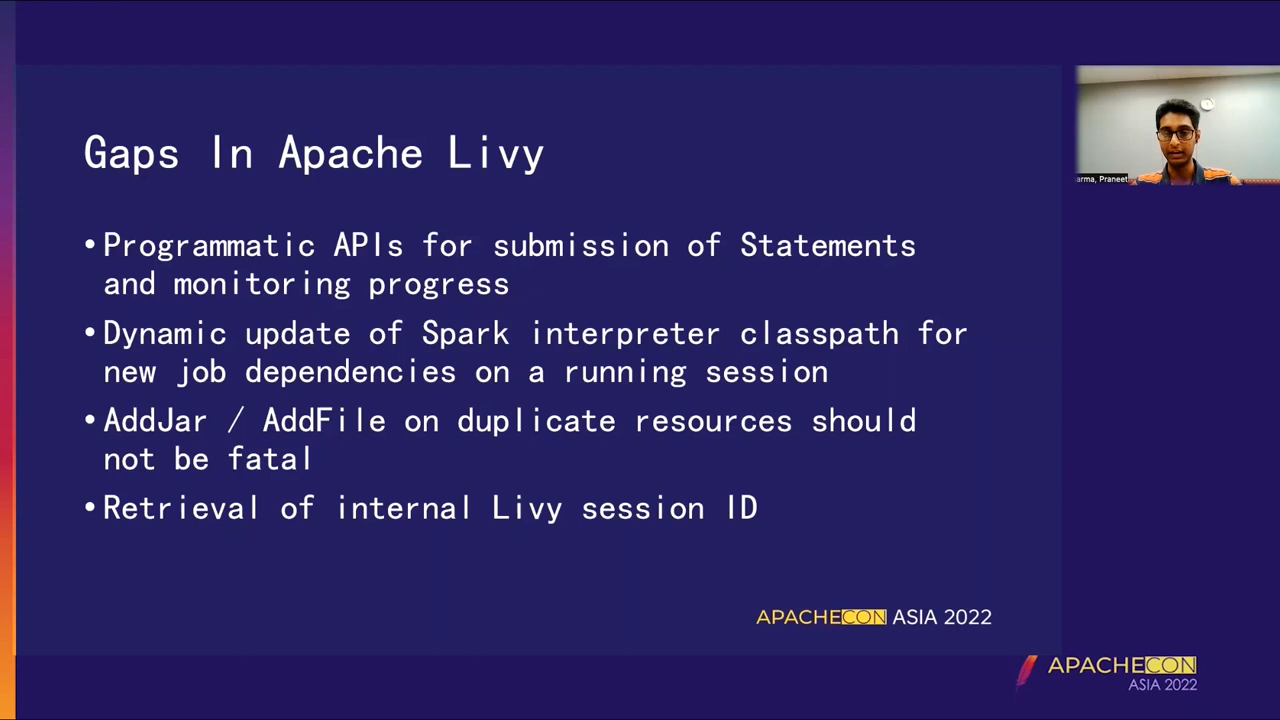 Gaps In Apache Livy
• Programmatic APIs for submission of Statements
and monitoring progress
• Dynamic update of Spark interpreter classpath for
new job dependencies on a running session
• AddJar / AddFile on duplicate resources should
not be fatal
• Retrieval of internal Livy session ID
APACHECON ASIA 2022
arma, Praneet
APACHECON
ASIA 2022